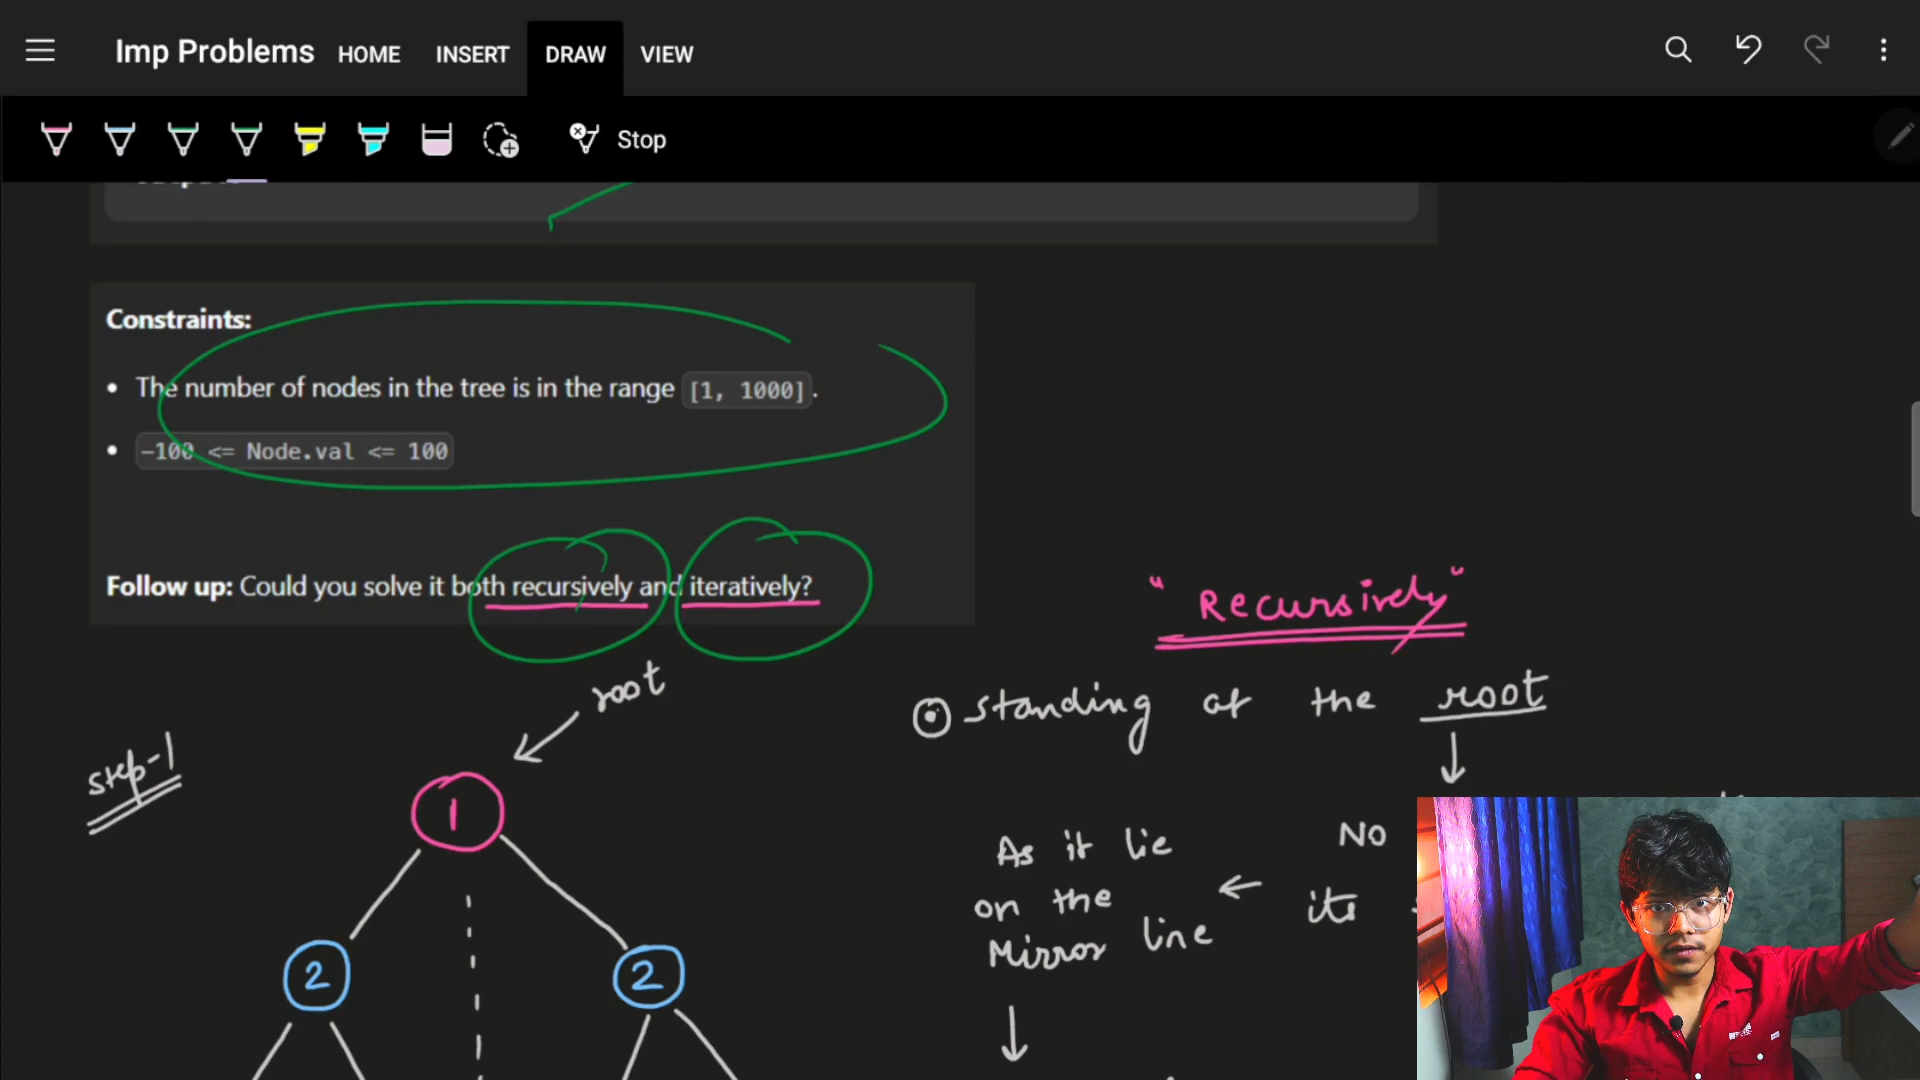 Imp Problems HOME INSERT DRAW VIEW
Stop
Constraints:
• The number of nodes in the tree is in the range [1, 1000].
• -100 <= Node.val <= 100
Follow up: Could you solve it both recursively and iteratively?
root
step-1
1
2 2
" Recursively "
standing at the root
No
its
As it lie
on the
Mirror line